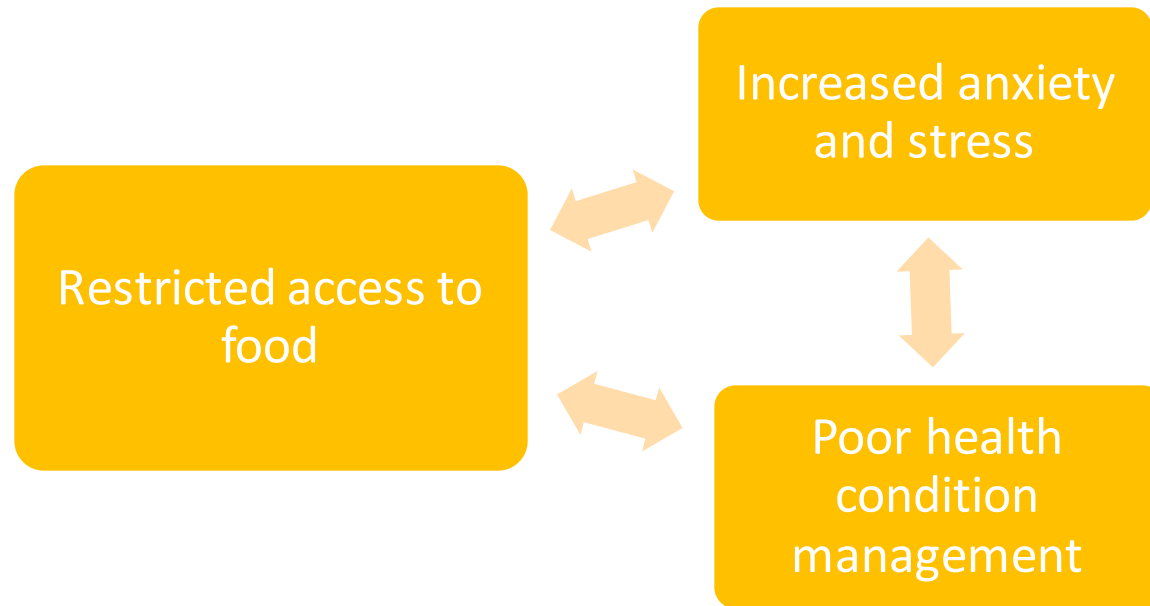 Increased anxiety
and stress
Restricted access to
food
Poor health
condition
management